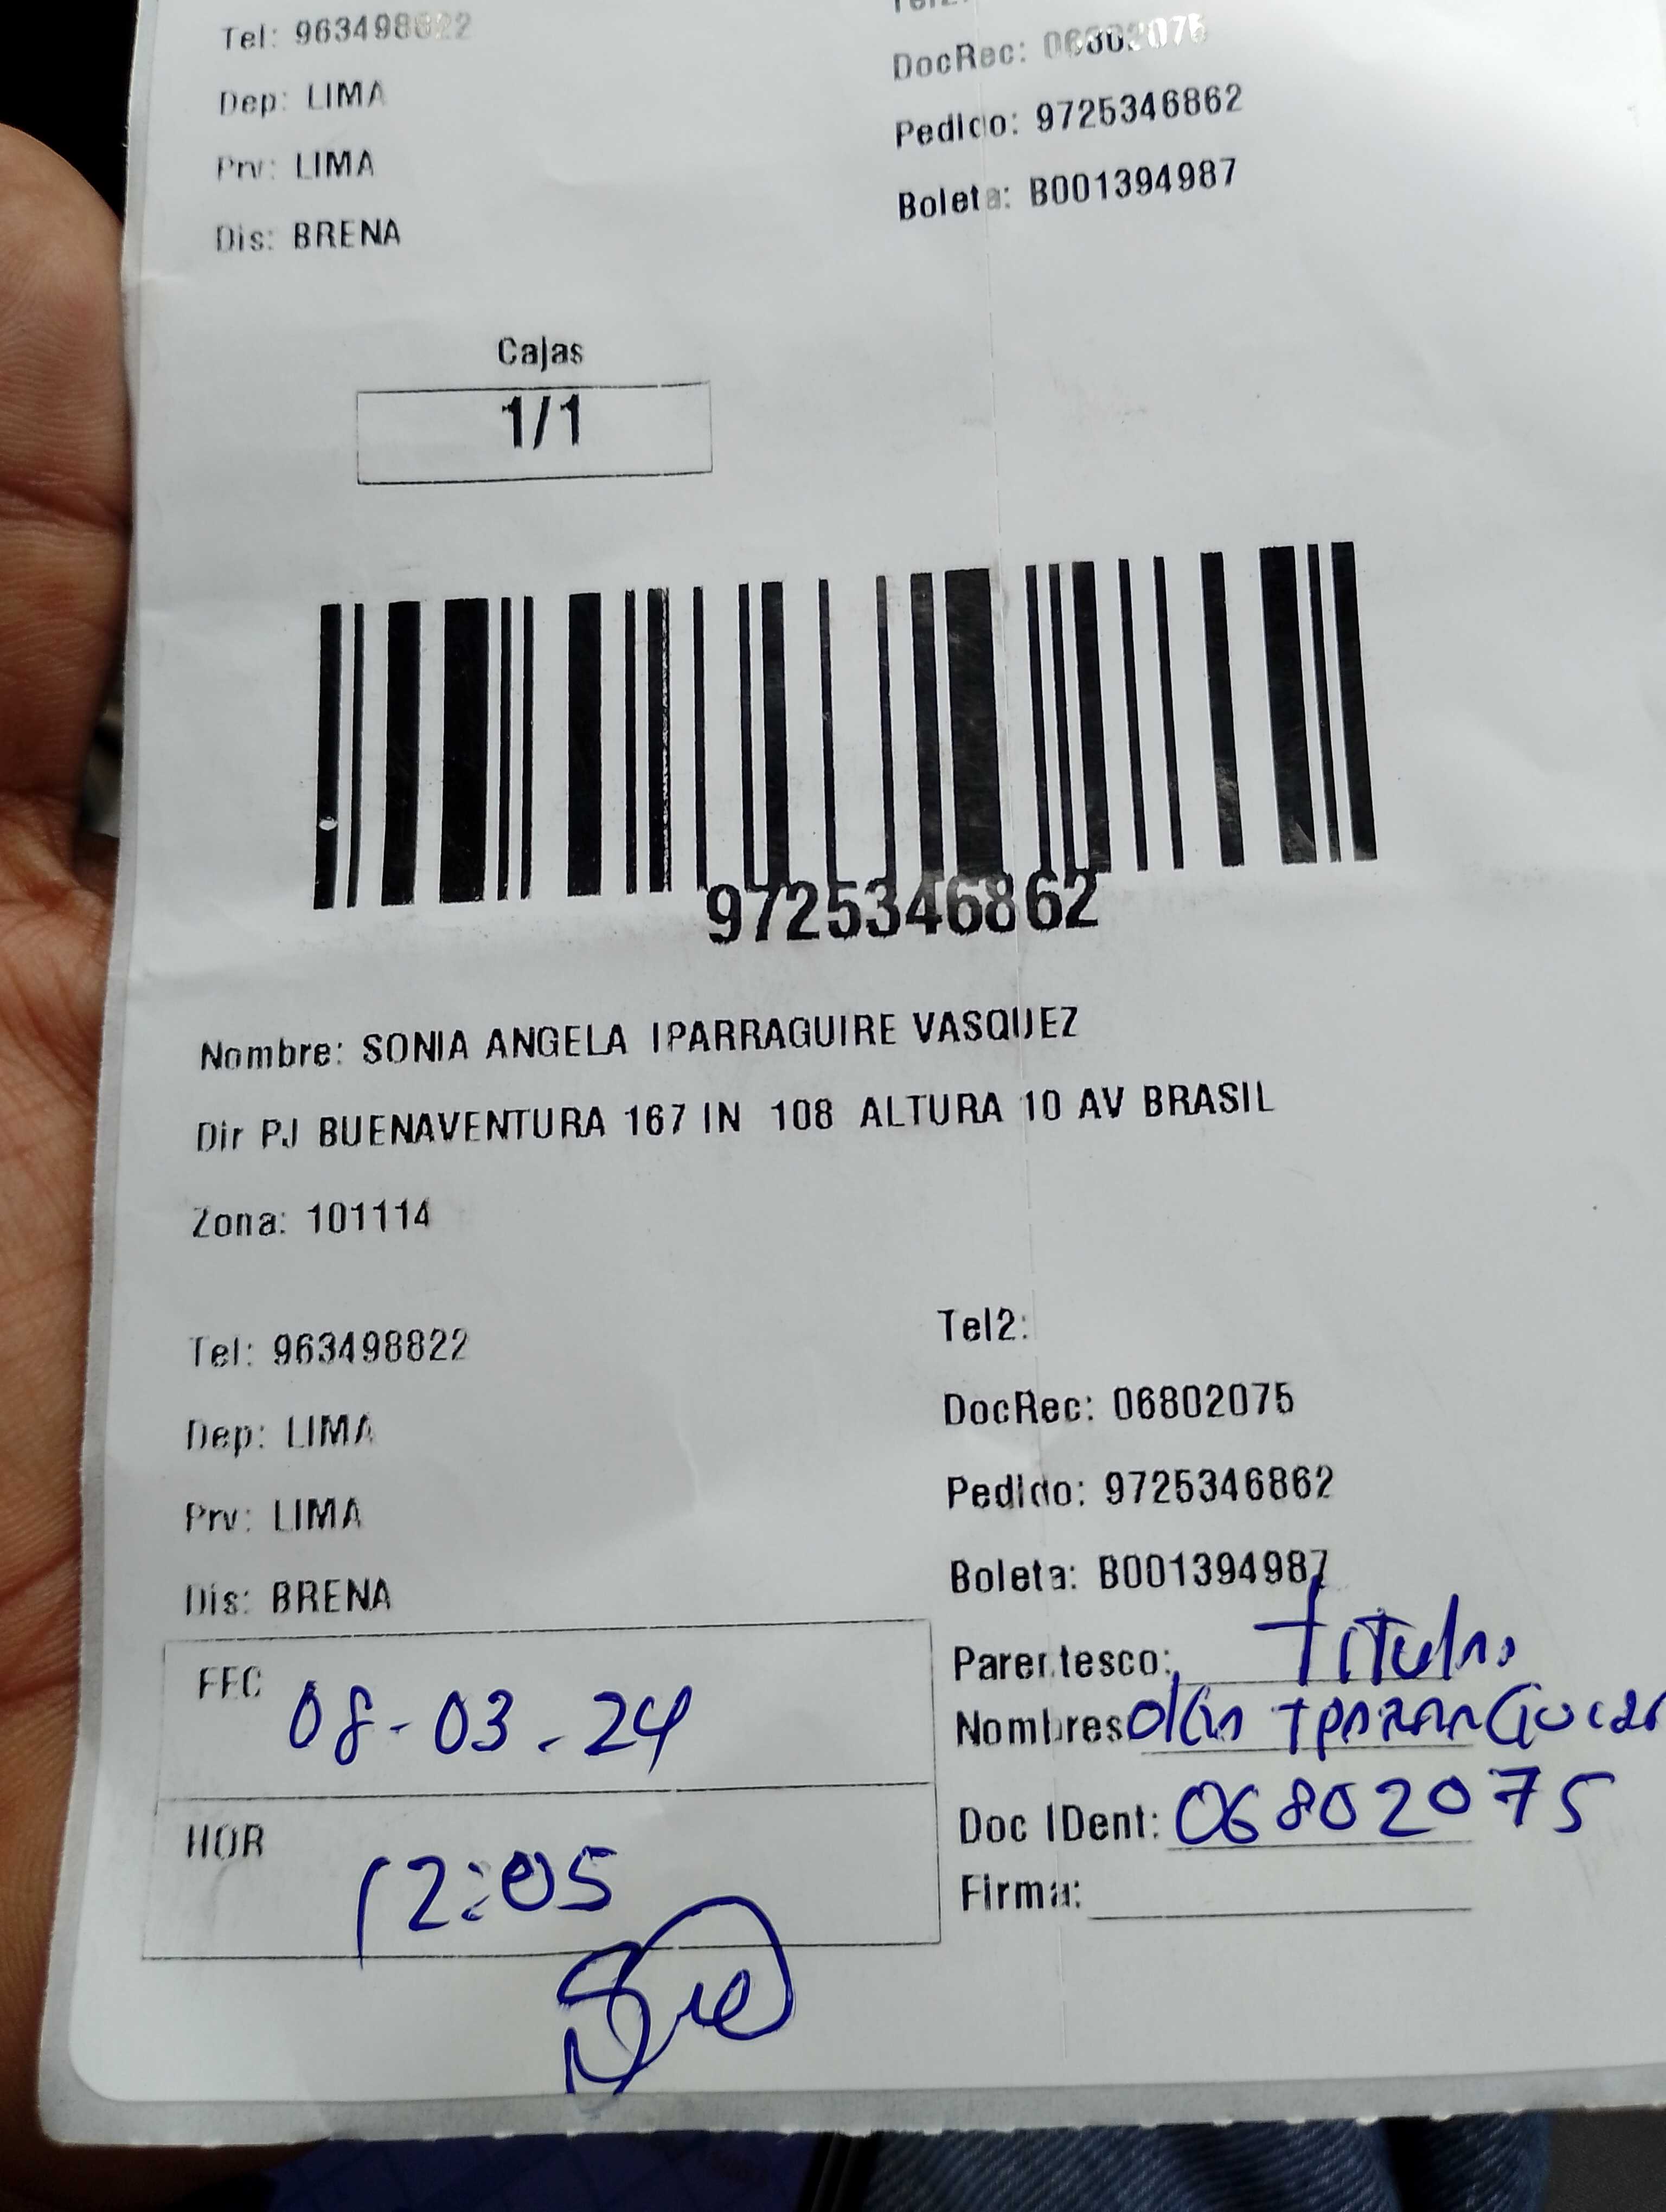 Tel: 963498822
DocRec: 06802075
Dep: LIMA
Pedido: 9725346862
Prv: LIMA
Boleta: B001394987
Dis: BRENA
Cajas
1/1
9725346862
Nombre: SONIA ANGELA IPARRAGUIRE VASQUEZ
Dir PJ BUENAVENTURA 167 IN 108 ALTURA 10 AV BRASIL
Zona: 101114
Tel: 963498822
Tel2:
DocRec: 06802075
Dep: LIMA
Pedido: 9725346862
Prv: LIMA
Boleta: B001394987
Dis: BRENA
Parentesco: Titular
Nombres
Doc IDent: 06802075
Firma:
FEC 08-03-24
HOR 12:05